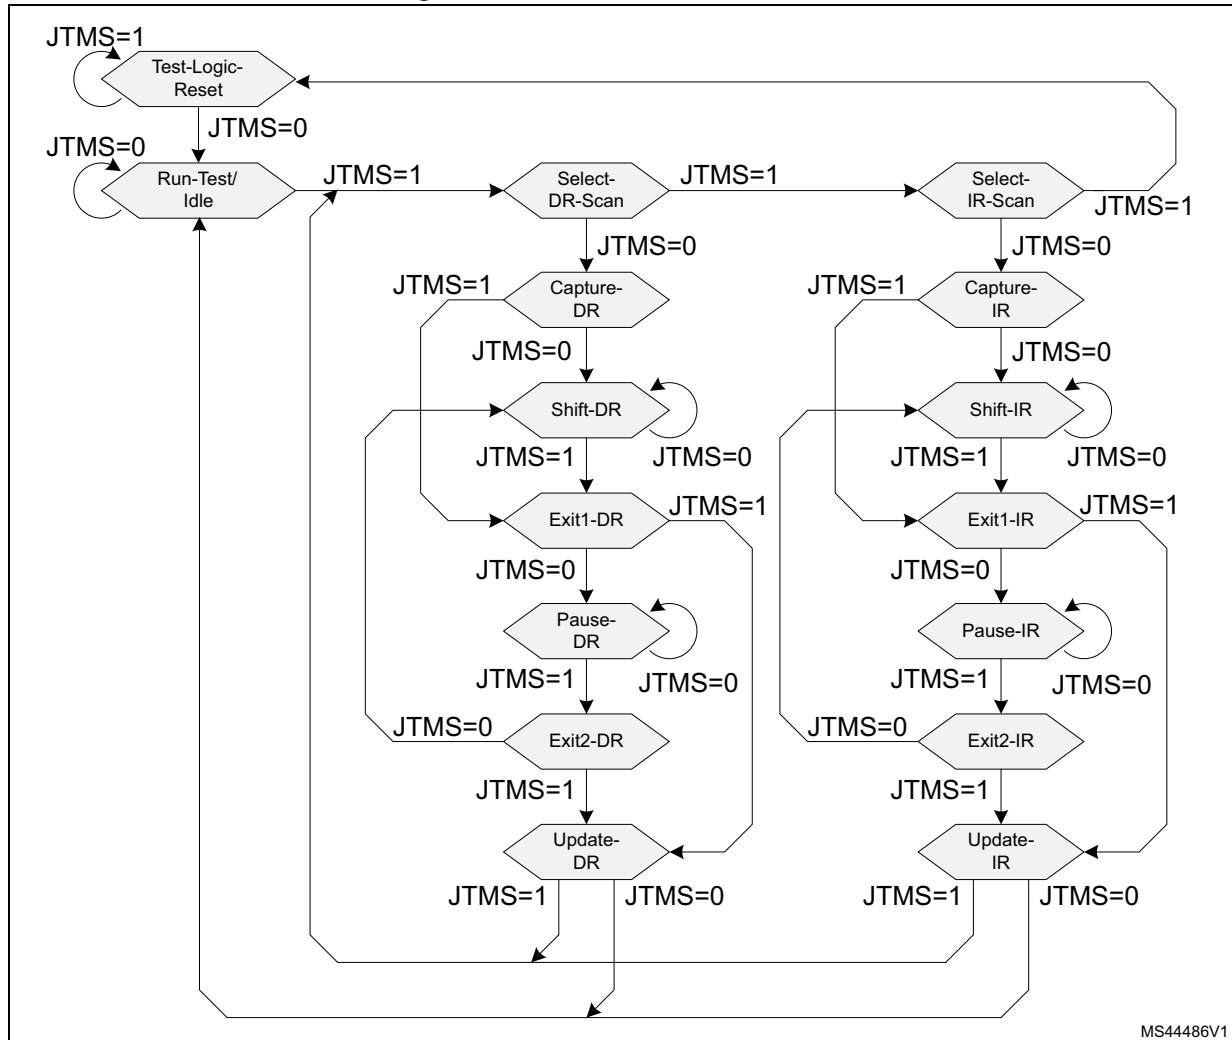 JTMS=1
Test-Logic-
Reset
JTMS=0
JTMS=0
Run-Test/
Idle
JTMS=1
Select-
DR-Scan
JTMS=1
Select-
IR-Scan
JTMS=1
JTMS=0
JTMS=0
JTMS=1
Capture-
DR
JTMS=1
Capture-
IR
JTMS=0
JTMS=0
Shift-DR
Shift-IR
JTMS=1
JTMS=0
JTMS=1
JTMS=0
Exit1-DR
JTMS=1
Exit1-IR
JTMS=1
JTMS=0
JTMS=0
Pause-
DR
Pause-IR
JTMS=1
JTMS=0
JTMS=1
JTMS=0
JTMS=0
Exit2-DR
JTMS=0
Exit2-IR
JTMS=1
JTMS=1
Update-
DR
Update-
IR
JTMS=1
JTMS=0
JTMS=1
JTMS=0
MS44486V1